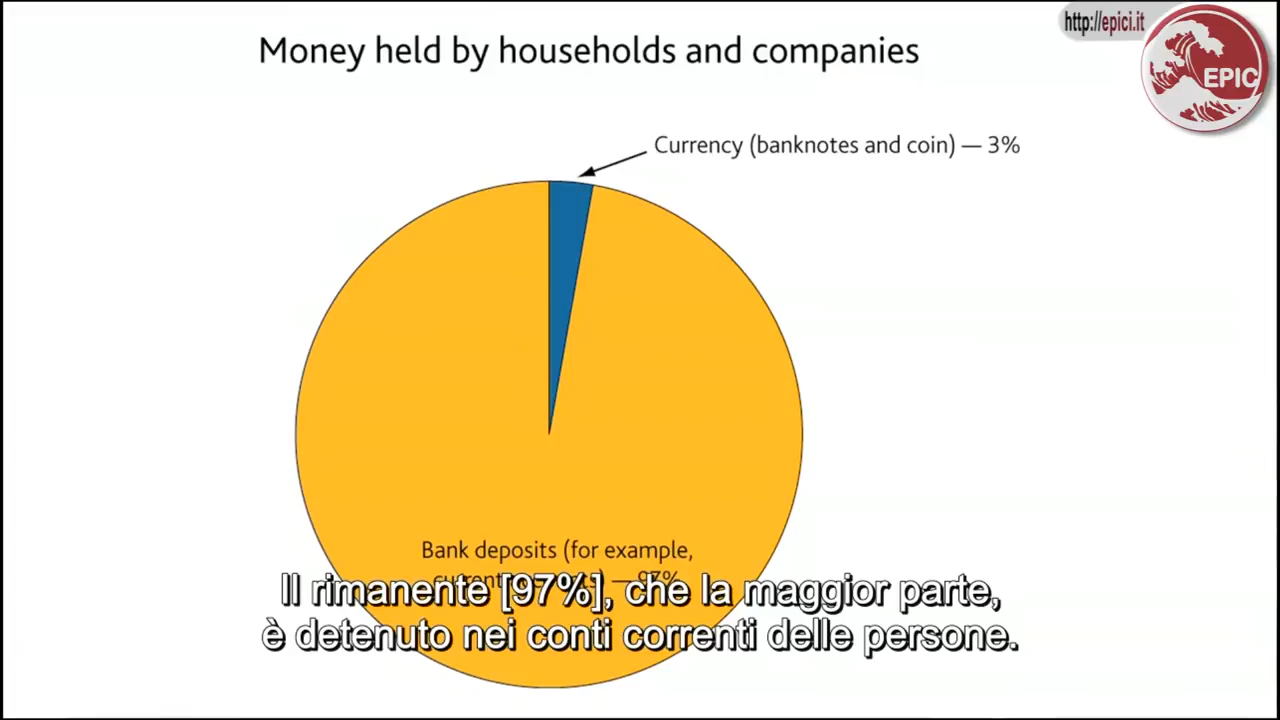 http://epici.it
EPIC
Money held by households and companies
Currency (banknotes and coin) — 3%
Bank deposits (for example,
— 97%
Il rimanente [97%], che la maggior parte,
è detenuto nei conti correnti delle persone.